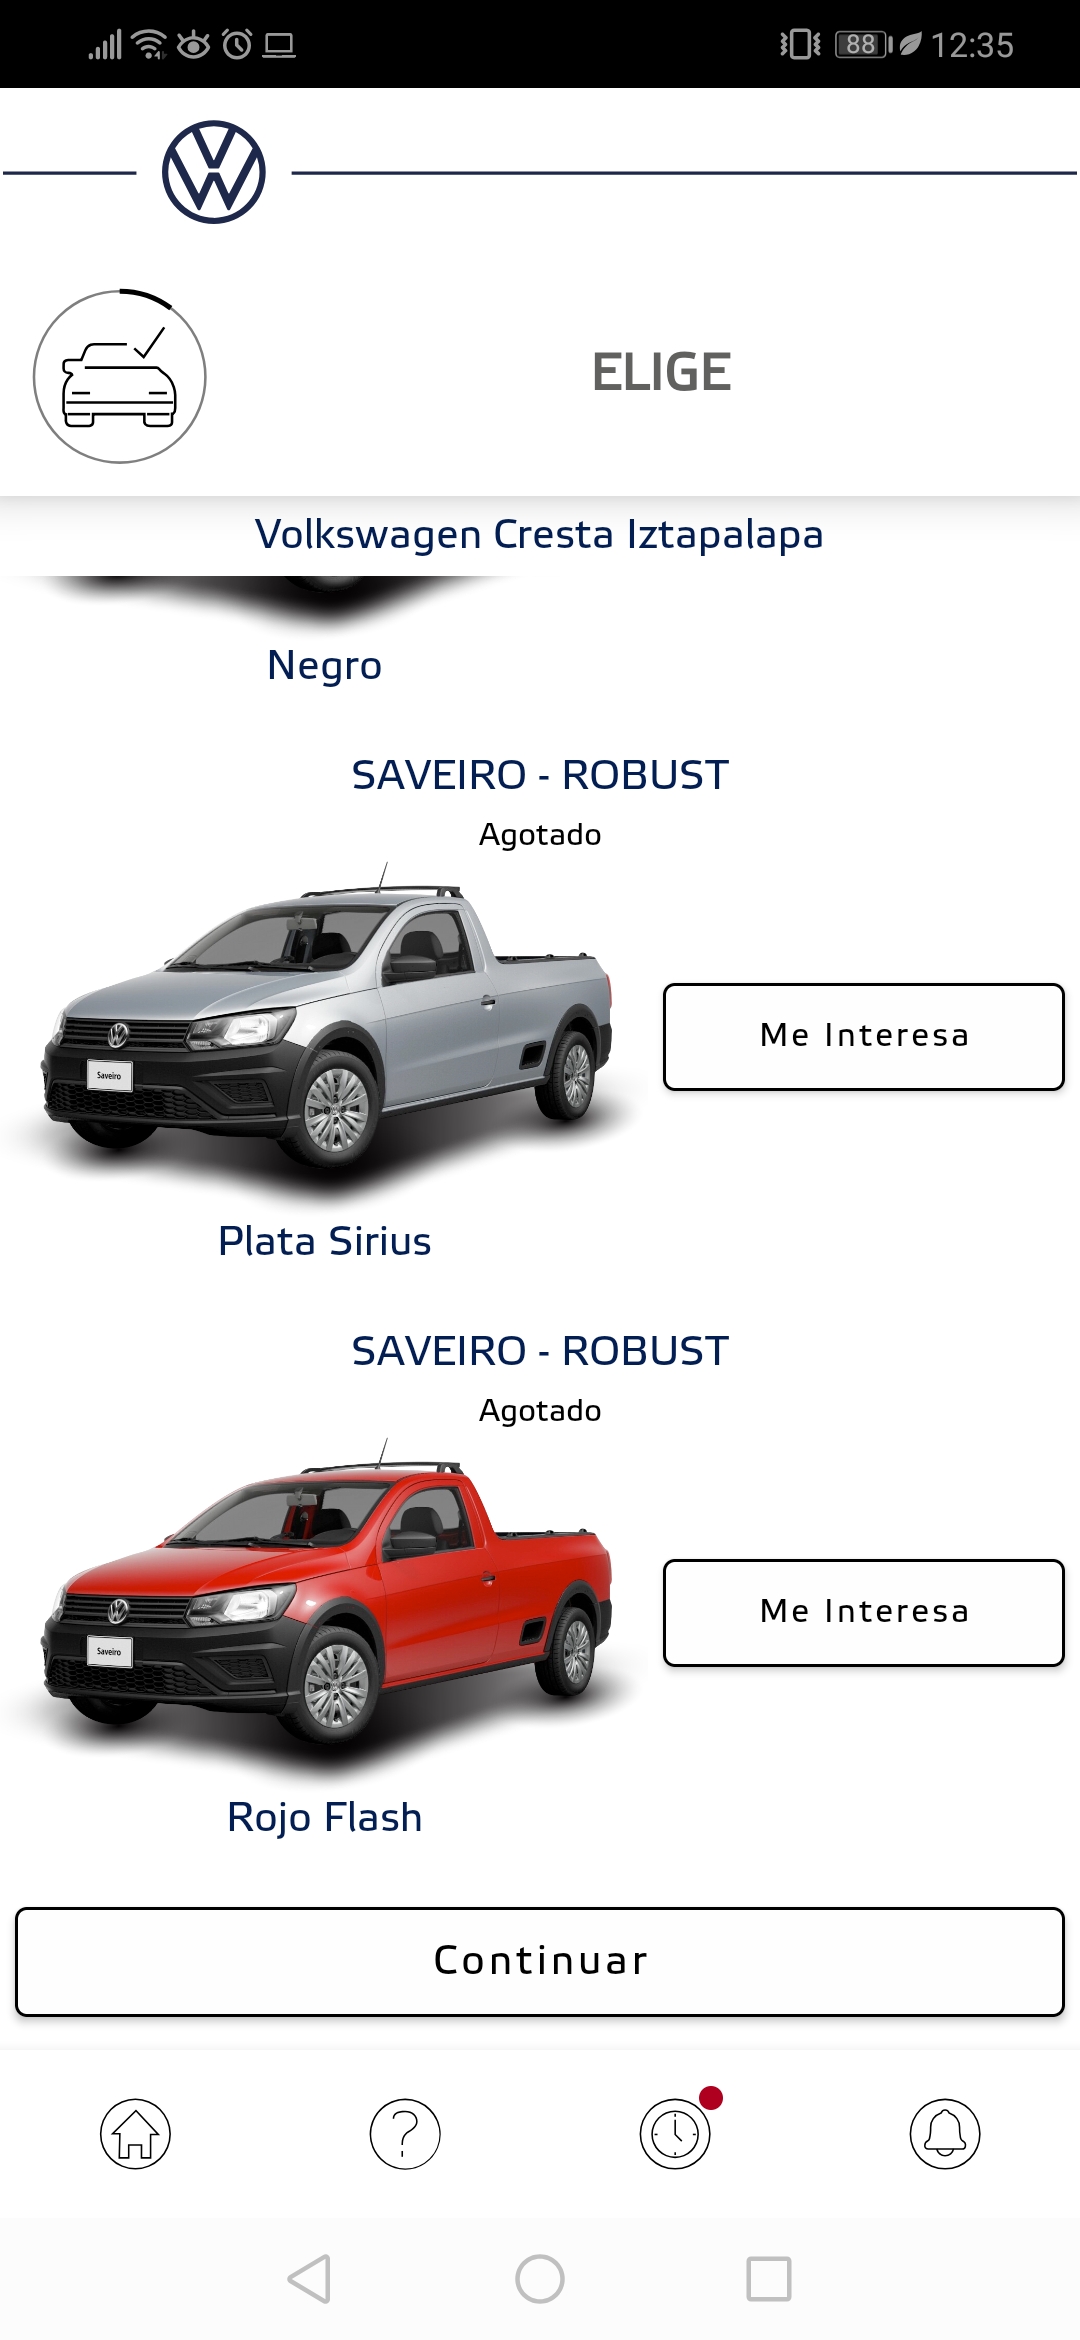 88 12:35
ELIGE
Volkswagen Cresta Iztapalapa
Negro
SAVEIRO - ROBUST
Agotado
Saveiro
Me Interesa
Plata Sirius
SAVEIRO - ROBUST
Agotado
Saveiro
Me Interesa
Rojo Flash
Continuar